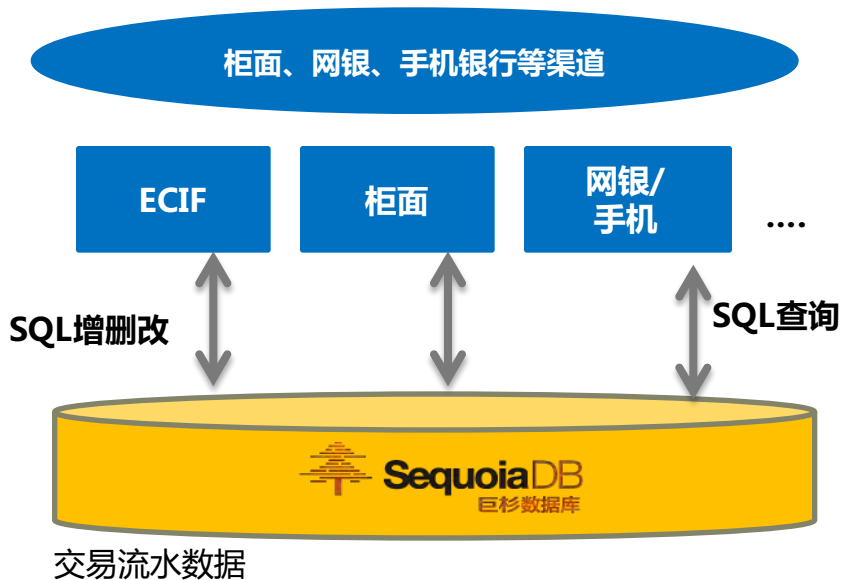 柜面、网银、手机银行等渠道
ECIF
柜面
网银/
手机
....
SQL增删改
SQL查询
SequoiaDB
巨杉数据库
交易流水数据